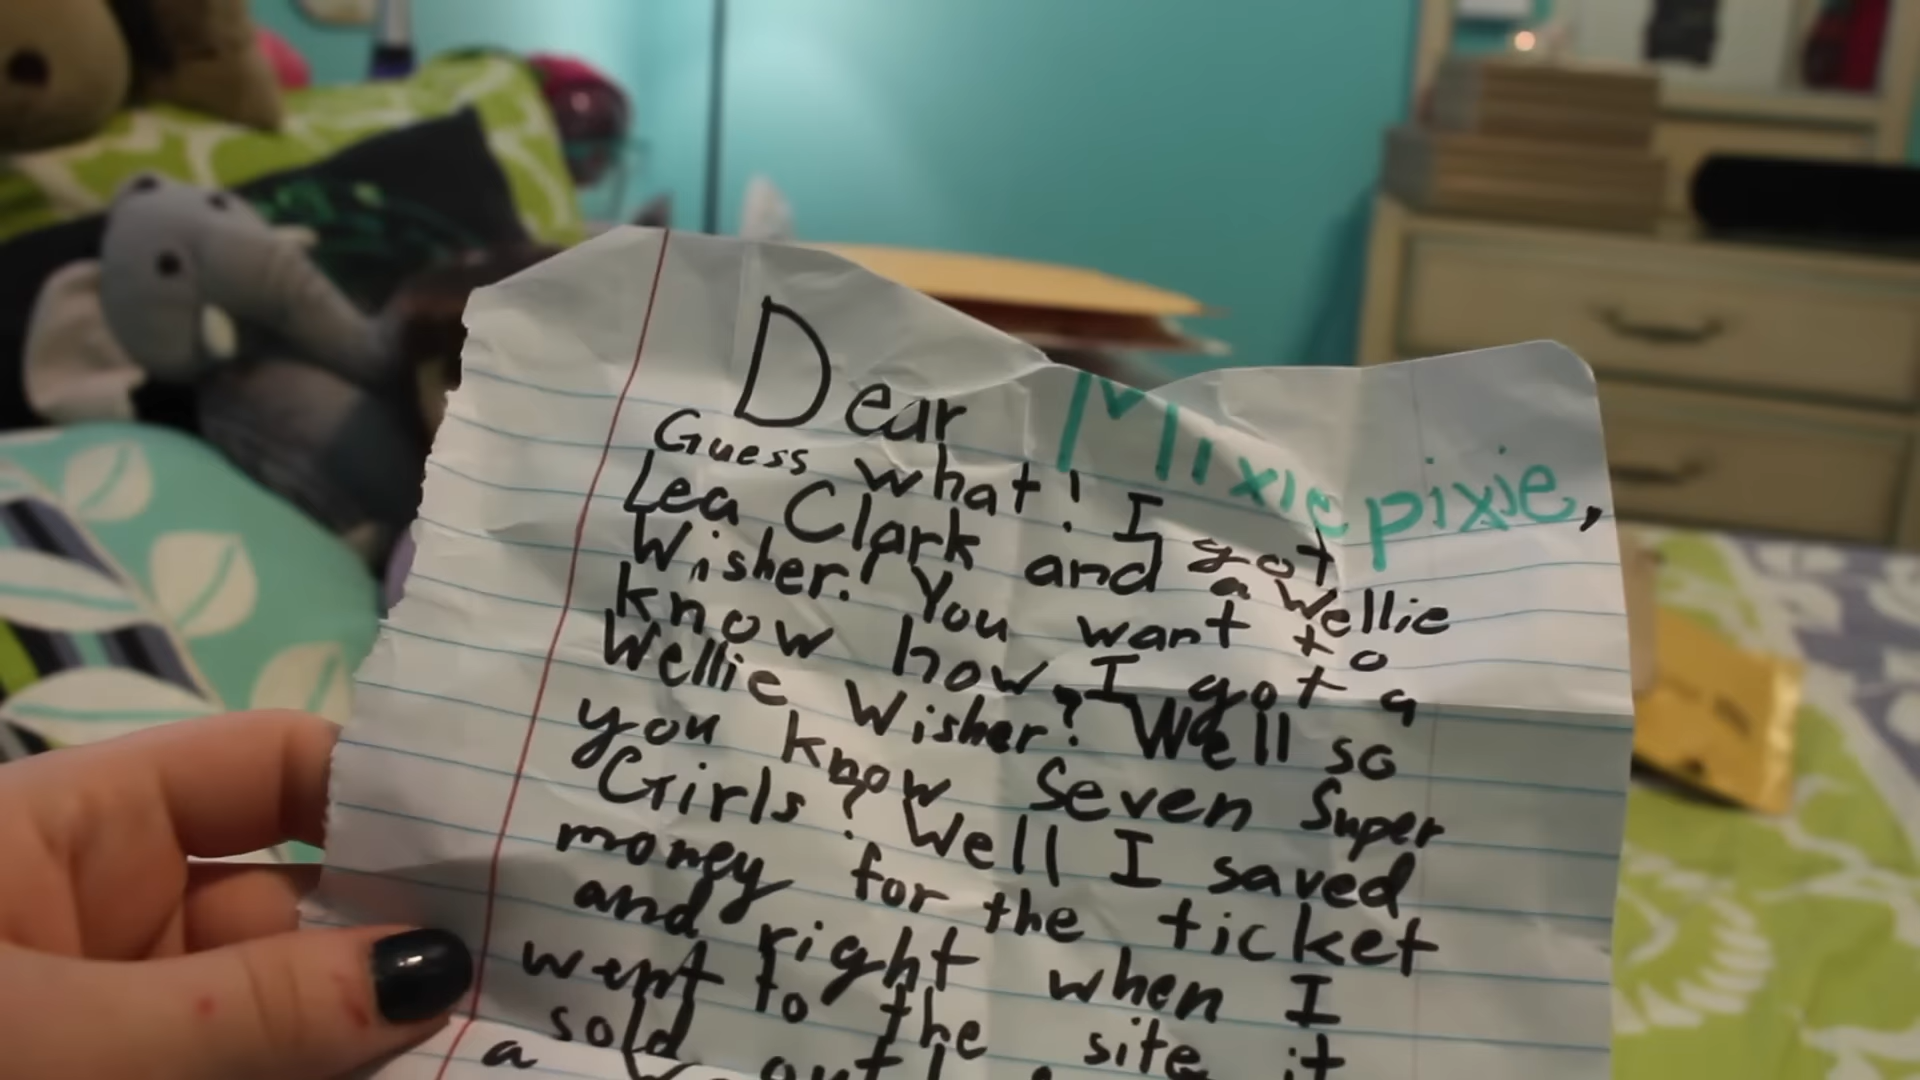 Dear Mixiepixie,
Guess what! I got
Lea Clark and a Wellie
Wisher! You want to
know how I got a
Wellie Wisher? Well so
you know Seven Super
Girls? Well I saved
money for the ticket
and right when I
went to the site it
sold out!
a